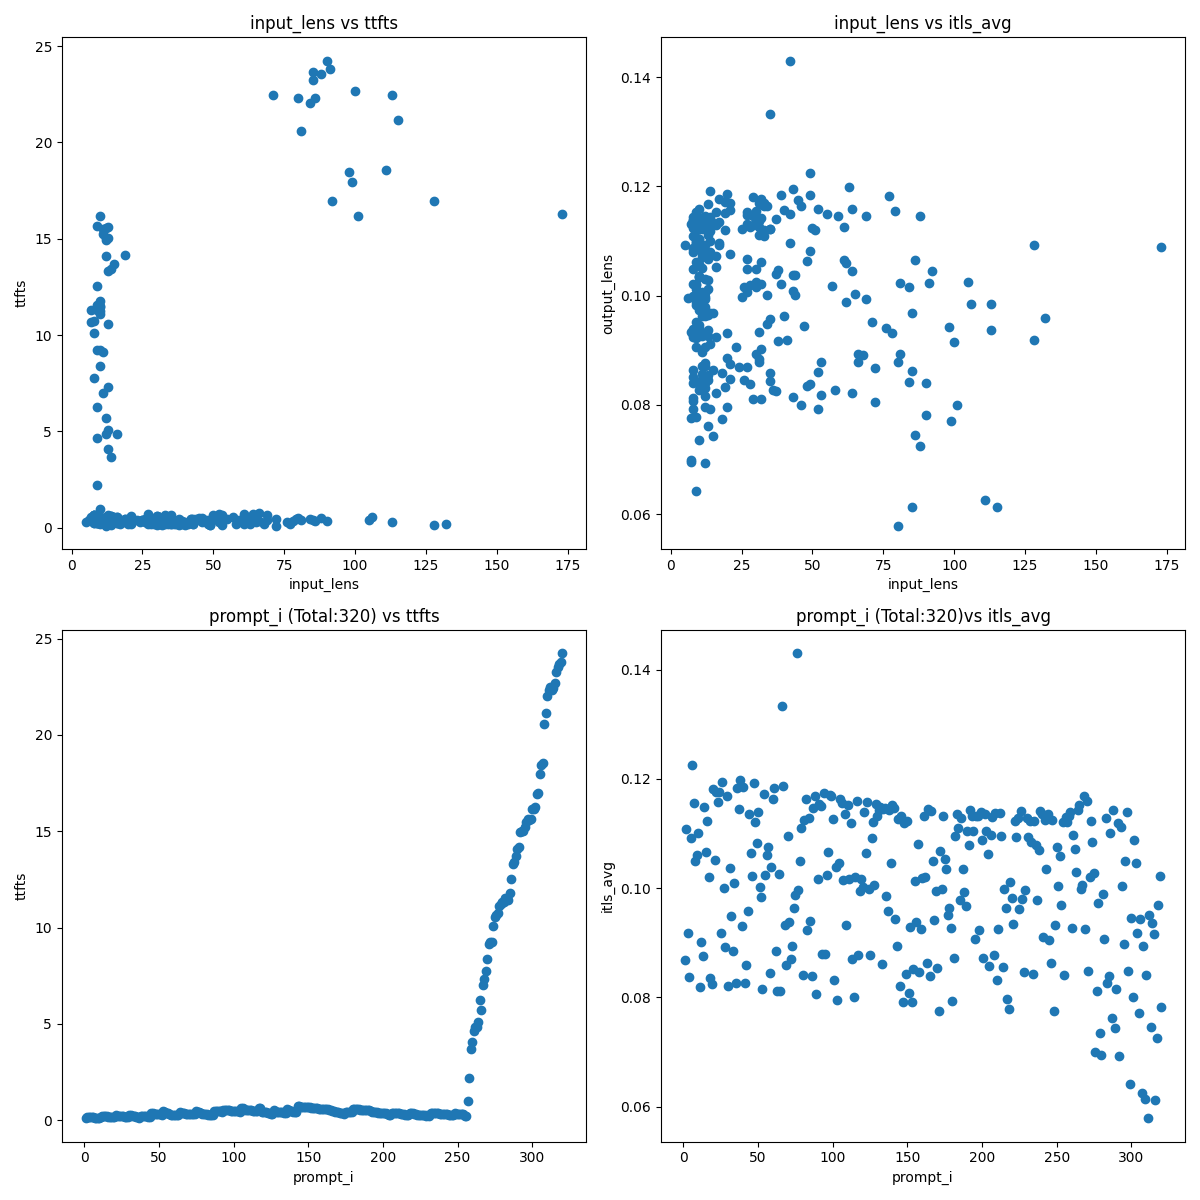 input_lens vs ttfts
25
20
15
10
5
0
ttfts
0 25 50 75 100 125 150 175
input_lens
input_lens vs itls_avg
0.14
0.12
0.10
0.08
0.06
output_lens
0 25 50 75 100 125 150 175
input_lens
prompt_i (Total:320) vs ttfts
25
20
15
10
5
0
ttfts
0 50 100 150 200 250 300
prompt_i
prompt_i (Total:320)vs itls_avg
0.14
0.12
0.10
0.08
0.06
itls_avg
0 50 100 150 200 250 300
prompt_i